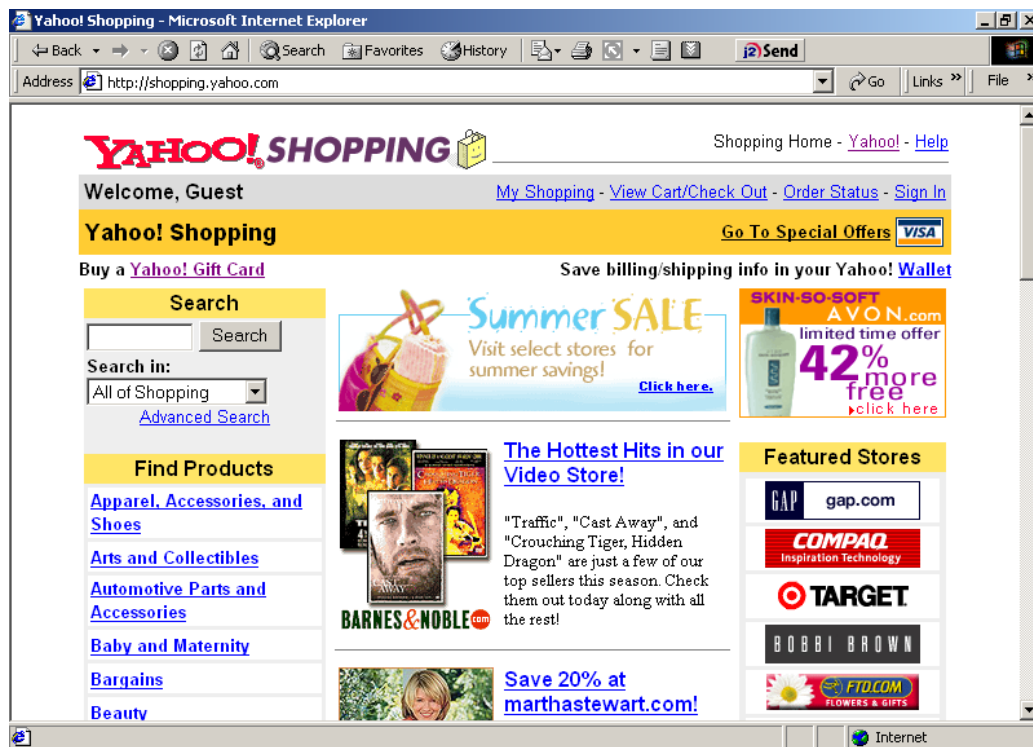 Yahoo! Shopping - Microsoft Internet Explorer
Back Search Favorites History j2 Send
Address http://shopping.yahoo.com Go Links » File »
YAHOO! SHOPPING
Shopping Home - Yahoo! - Help
Welcome, Guest
My Shopping - View Cart/Check Out - Order Status - Sign In
Yahoo! Shopping
Go To Special Offers VISA
Buy a Yahoo! Gift Card
Save billing/shipping info in your Yahoo! Wallet
Search
Search
Search in:
All of Shopping
Advanced Search
Find Products
Apparel, Accessories, and
Shoes
Arts and Collectibles
Automotive Parts and
Accessories
Baby and Maternity
Bargains
Beauty
Summer SALE
Visit select stores for
summer savings!
Click here.
CAST AWAY
BARNES&NOBLE.com
The Hottest Hits in our
Video Store!
"Traffic", "Cast Away", and
"Crouching Tiger, Hidden
Dragon" are just a few of our
top sellers this season. Check
them out today along with all
the rest!
Save 20% at
marthastewart.com!
SKIN-SO-SOFT
AVON.com
limited time offer
42%
more
free
click here
Featured Stores
GAP gap.com
COMPAQ
Inspiration Technology
TARGET
BOBBI BROWN
FTD.COM
FLOWERS & GIFTS
Internet